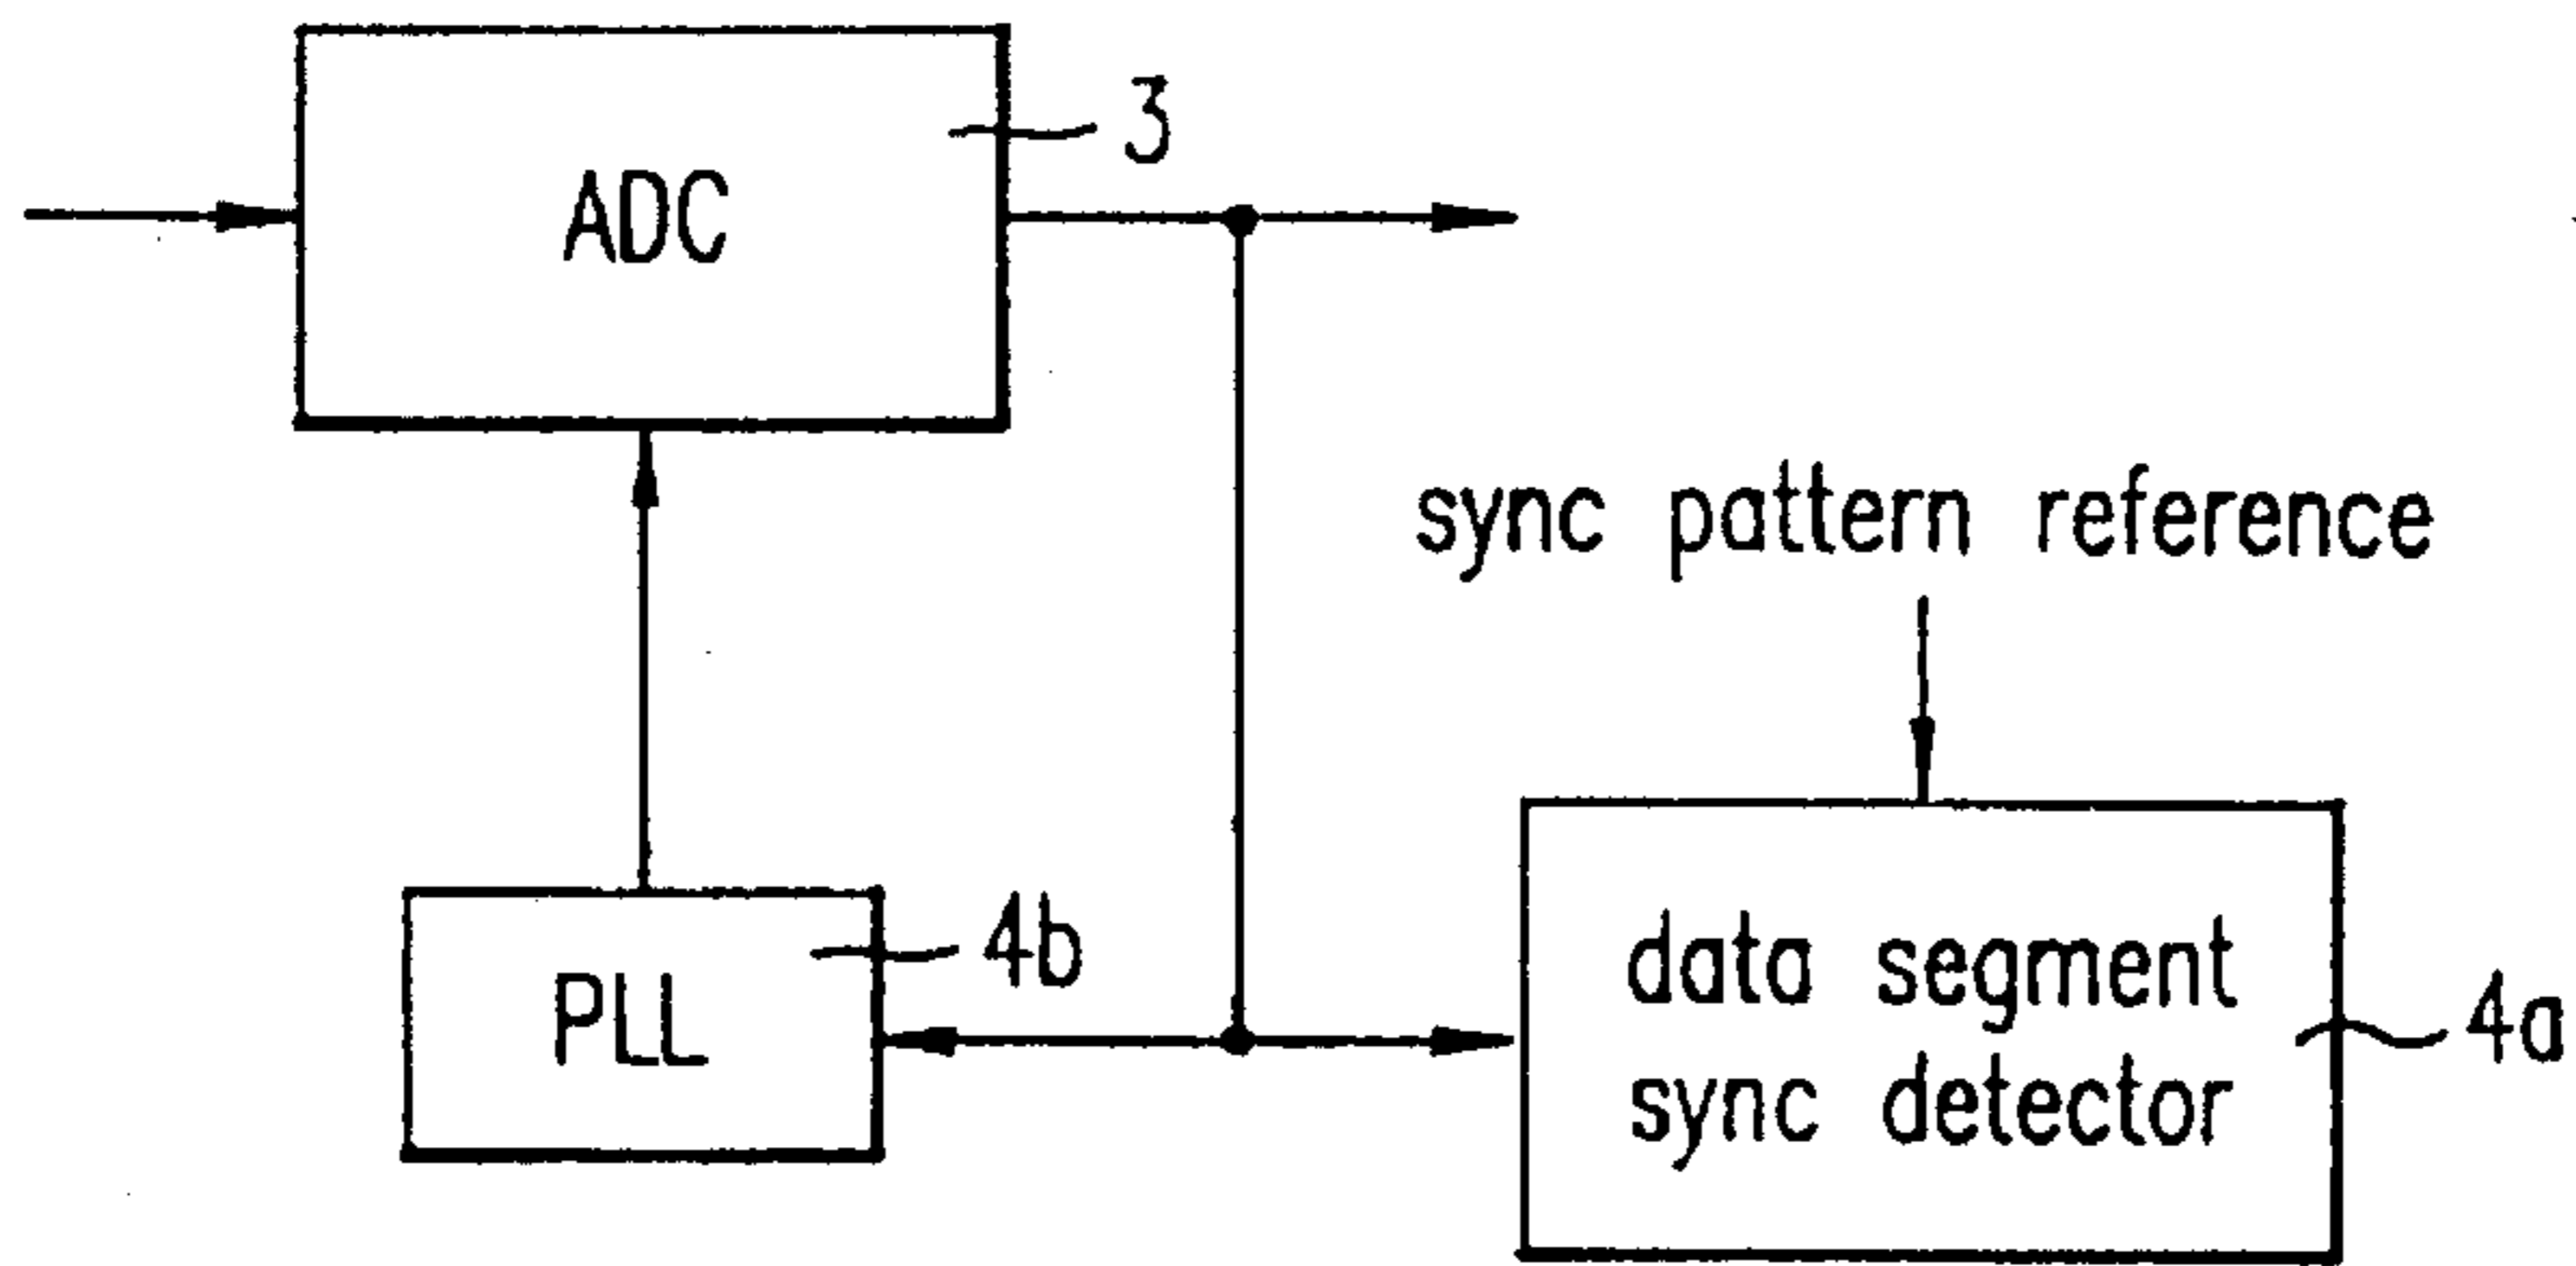 3
ADC
sync pattern reference
4b
PLL
data segment
sync detector
4a